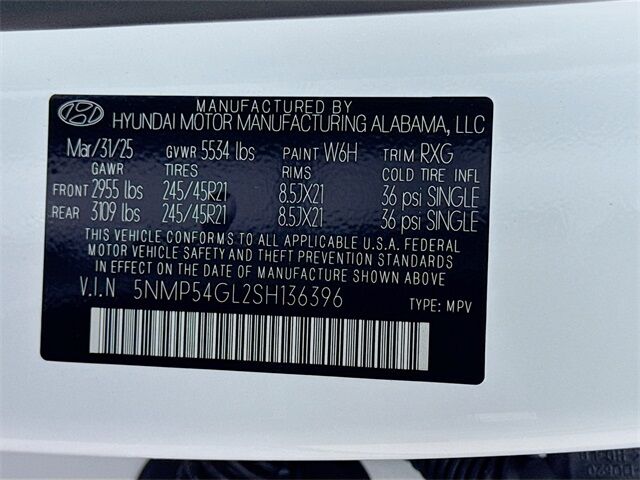 MANUFACTURED BY
HYUNDAI MOTOR MANUFACTURING ALABAMA, LLC
Mar/31/25 GVWR 5534 lbs PAINT W6H TRIM RXG
GAWR TIRES RIMS COLD TIRE INFL
FRONT 2955 lbs 245/45R21 8.5JX21 36 psi SINGLE
REAR 3109 lbs 245/45R21 8.5JX21 36 psi SINGLE
THIS VEHICLE CONFORMS TO ALL APPLICABLE U.S.A. FEDERAL
MOTOR VEHICLE SAFETY AND THEFT PREVENTION STANDARDS
IN EFFECT ON THE DATE OF MANUFACTURE SHOWN ABOVE.
V.I.N 5NMP54GL2SH136396 TYPE: MPV